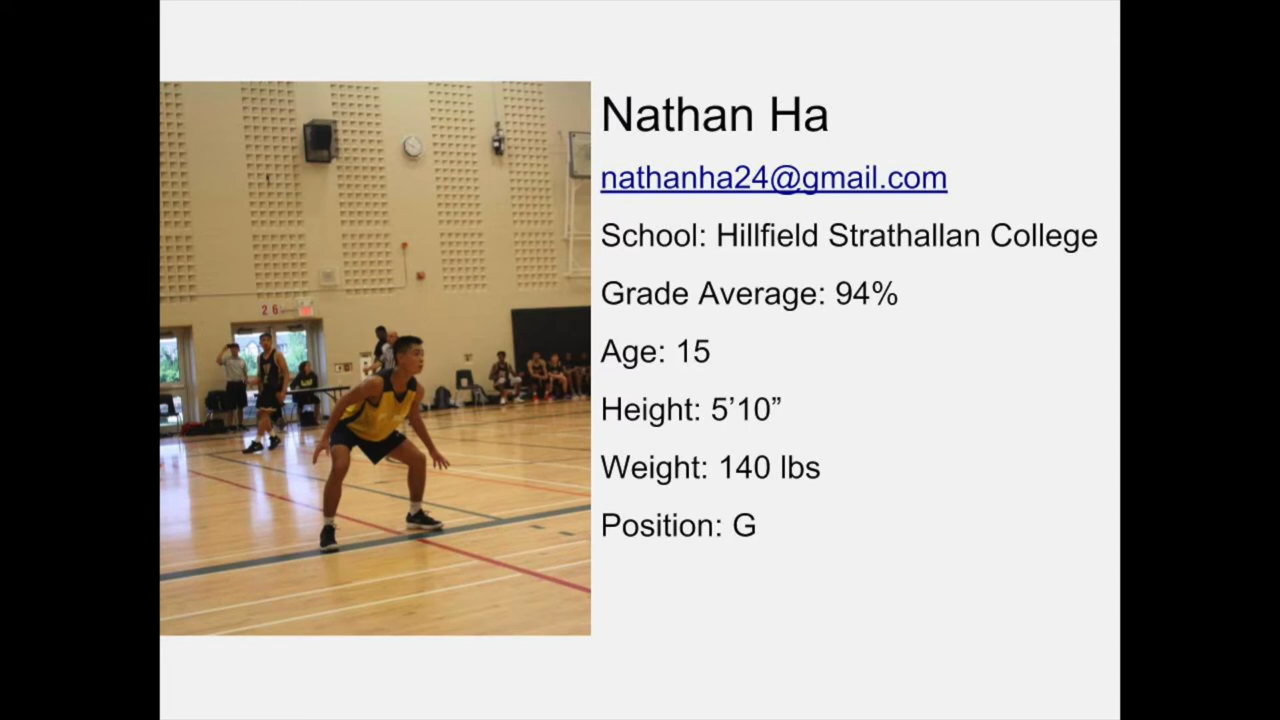 Nathan Ha
nathanha24@gmail.com
School: Hillfield Strathallan College
Grade Average: 94%
Age: 15
Height: 5’10”
Weight: 140 lbs
Position: G
26